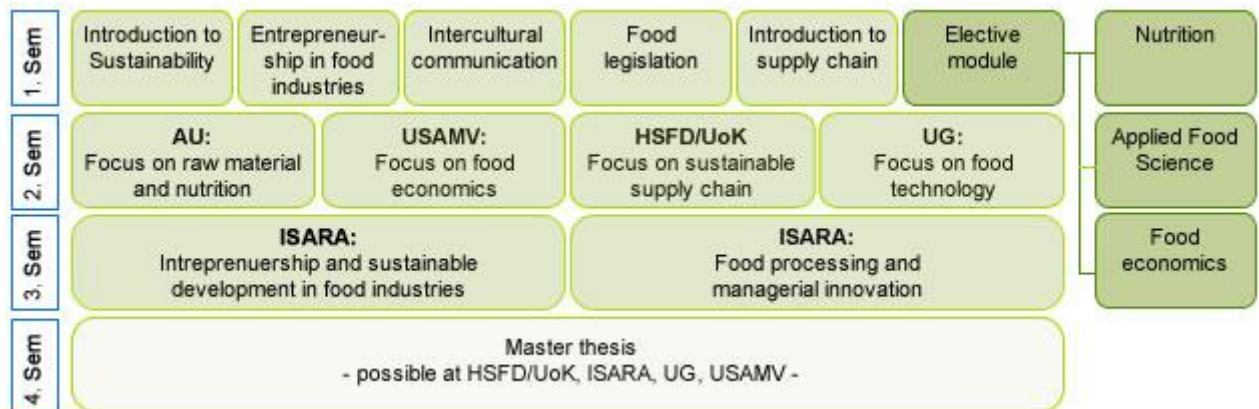 1. Sem
Introduction to
Sustainability
Entrepreneur-
ship in food
industries
Intercultural
communication
Food
legislation
Introduction to
supply chain
Elective
module
Nutrition
2. Sem
AU:
Focus on raw material
and nutrition
USAMV:
Focus on food
economics
HSFD/UoK
Focus on sustainable
supply chain
UG:
Focus on food
technology
Applied Food
Science
3. Sem
ISARA:
Intreprenuership and sustainable
development in food industries
ISARA:
Food processing and
managerial innovation
Food
economics
4. Sem
Master thesis
- possible at HSFD/UoK, ISARA, UG, USAMV -